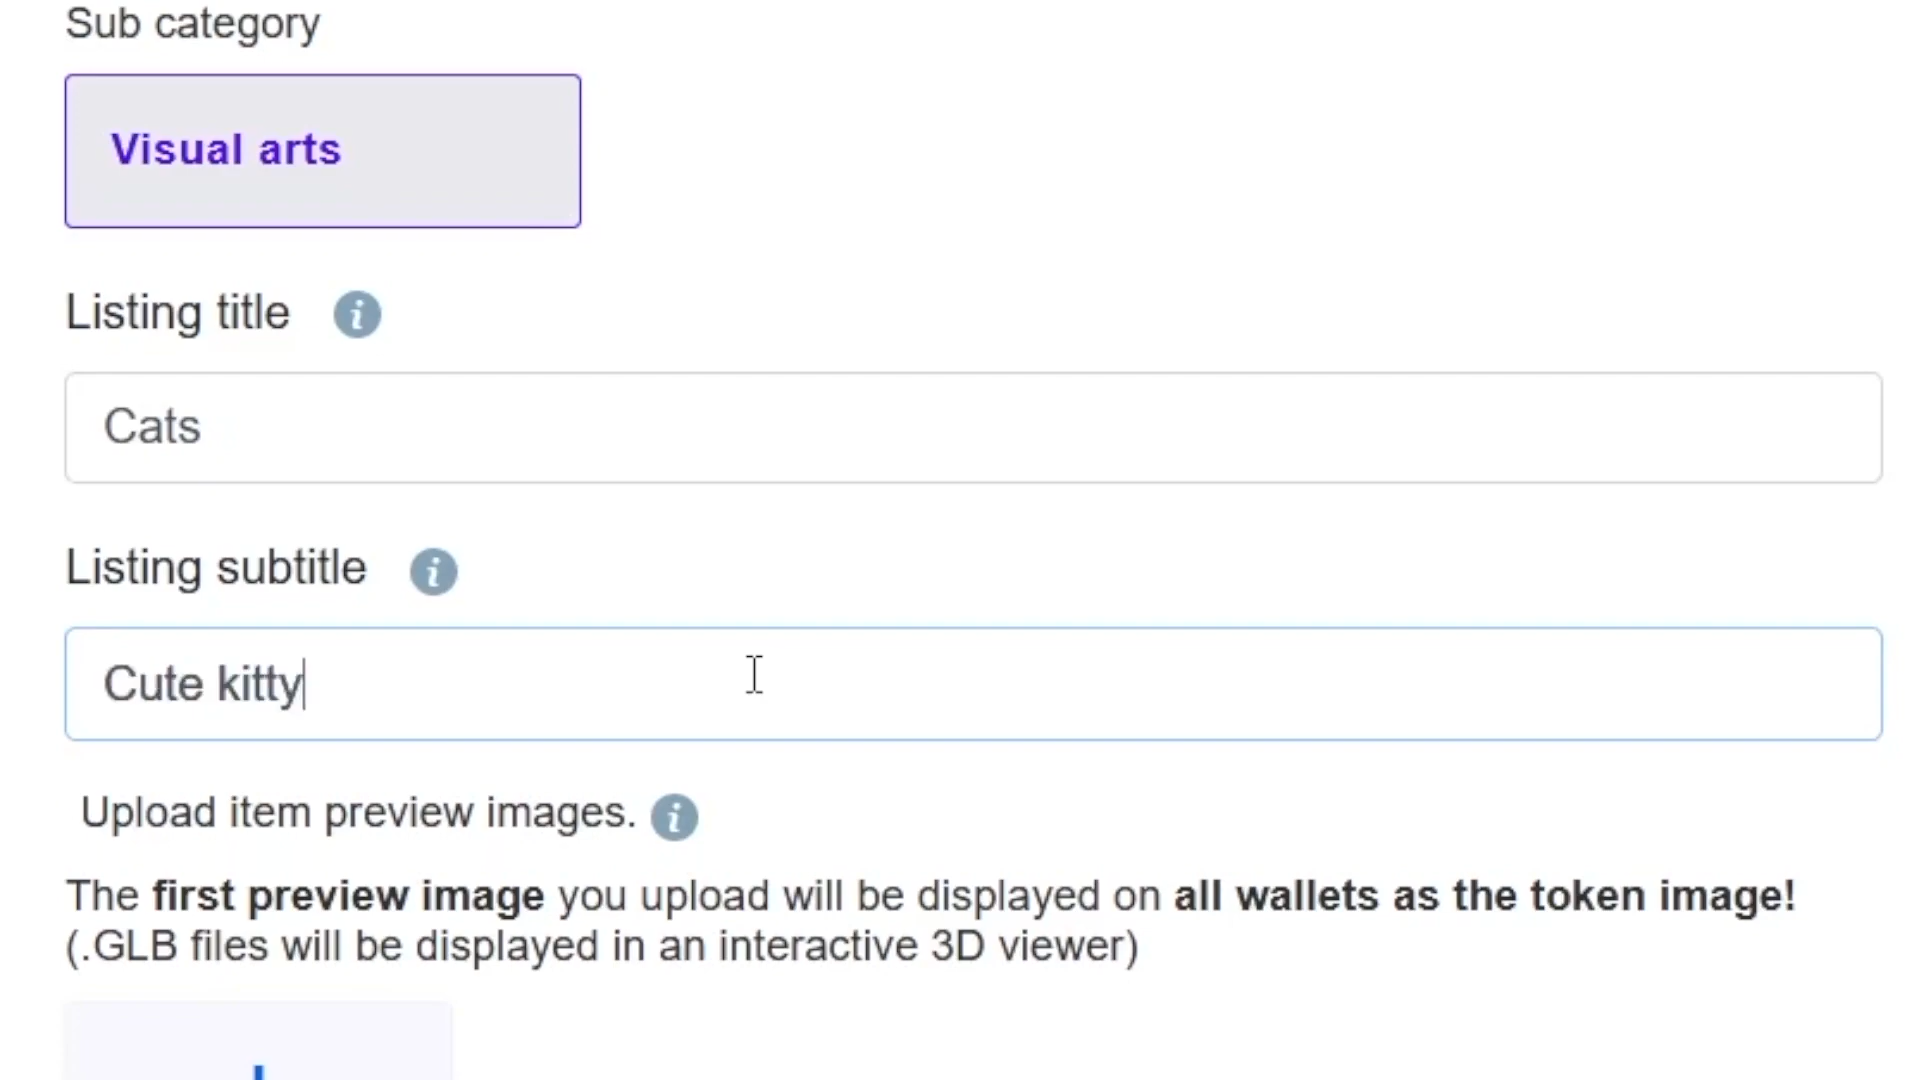 Sub category
Visual arts
Listing title
Cats
Listing subtitle
Cute kitty
Upload item preview images.
The first preview image you upload will be displayed on all wallets as the token image!
(.GLB files will be displayed in an interactive 3D viewer)